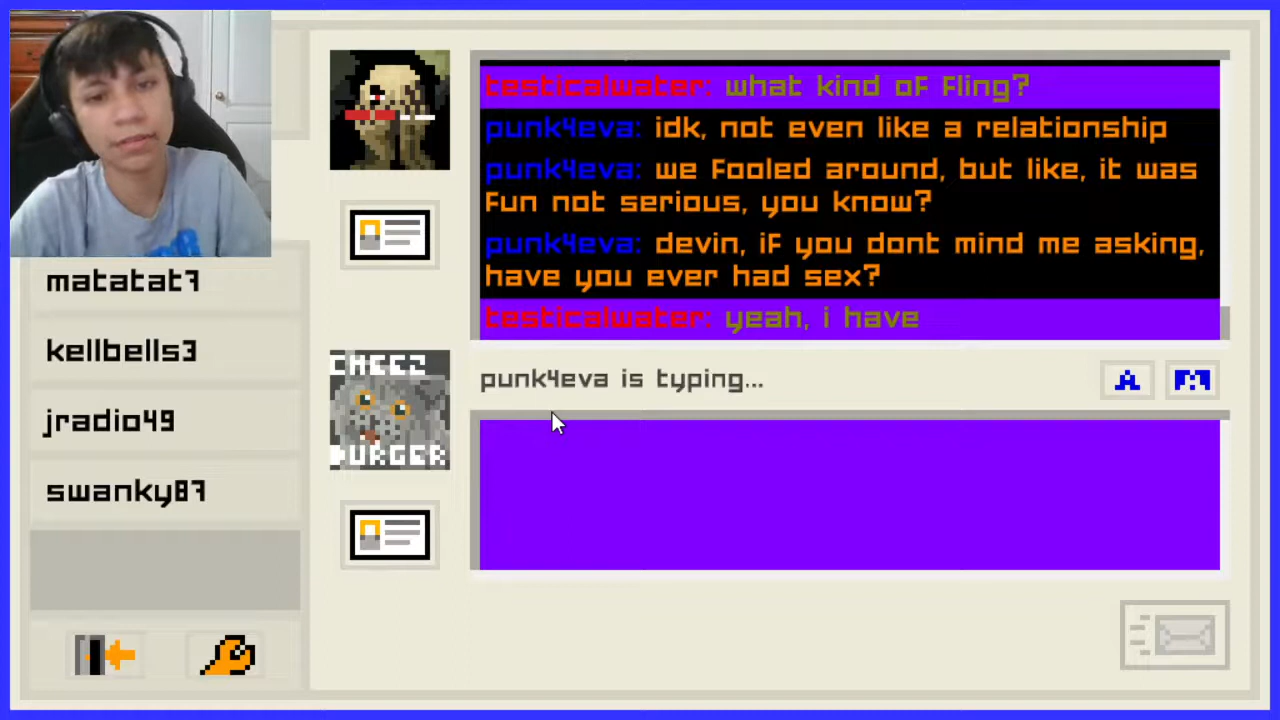 testicalwater: what kind of fling?
punk4eva: idk, not even like a relationship
punk4eva: we fooled around, but like, it was
fun not serious, you know?
punk4eva: devin, if you dont mind me asking,
have you ever had sex?
testicalwater: yeah, i have
matatat7
kellbells3
jradio49
swanky87
CHEEZ
BURGER
punk4eva is typing...
A